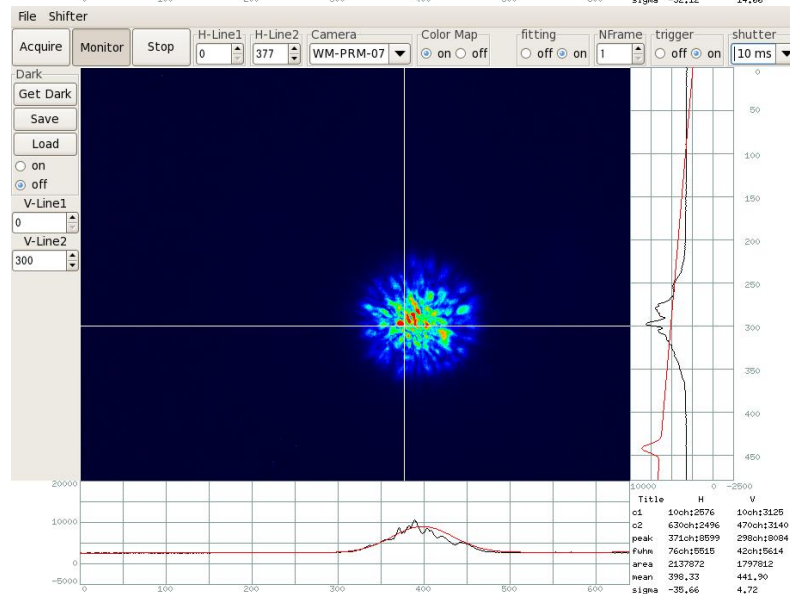 sigma -32.12 14.66
File Shifter
H-Line1 H-Line2 Camera Color Map fitting NFrame trigger shutter
Acquire Monitor Stop 0 377 WM-PRM-07 on off off on 1 off on 10 ms
Dark
Get Dark
Save
Load
on
off
V-Line1
0
V-Line2
300
0
50
100
150
200
250
300
350
400
450
10000 0 -2500
20000
10000
0
-5000
0 100 200 300 400 500 600
Title H V
c1 10ch;2576 10ch;3125
c2 630ch;2496 470ch;3140
peak 371ch;8599 298ch;8084
fwhm 76ch;5515 42ch;5614
area 2137872 1797812
mean 398.33 441.90
sigma -35.66 4.72